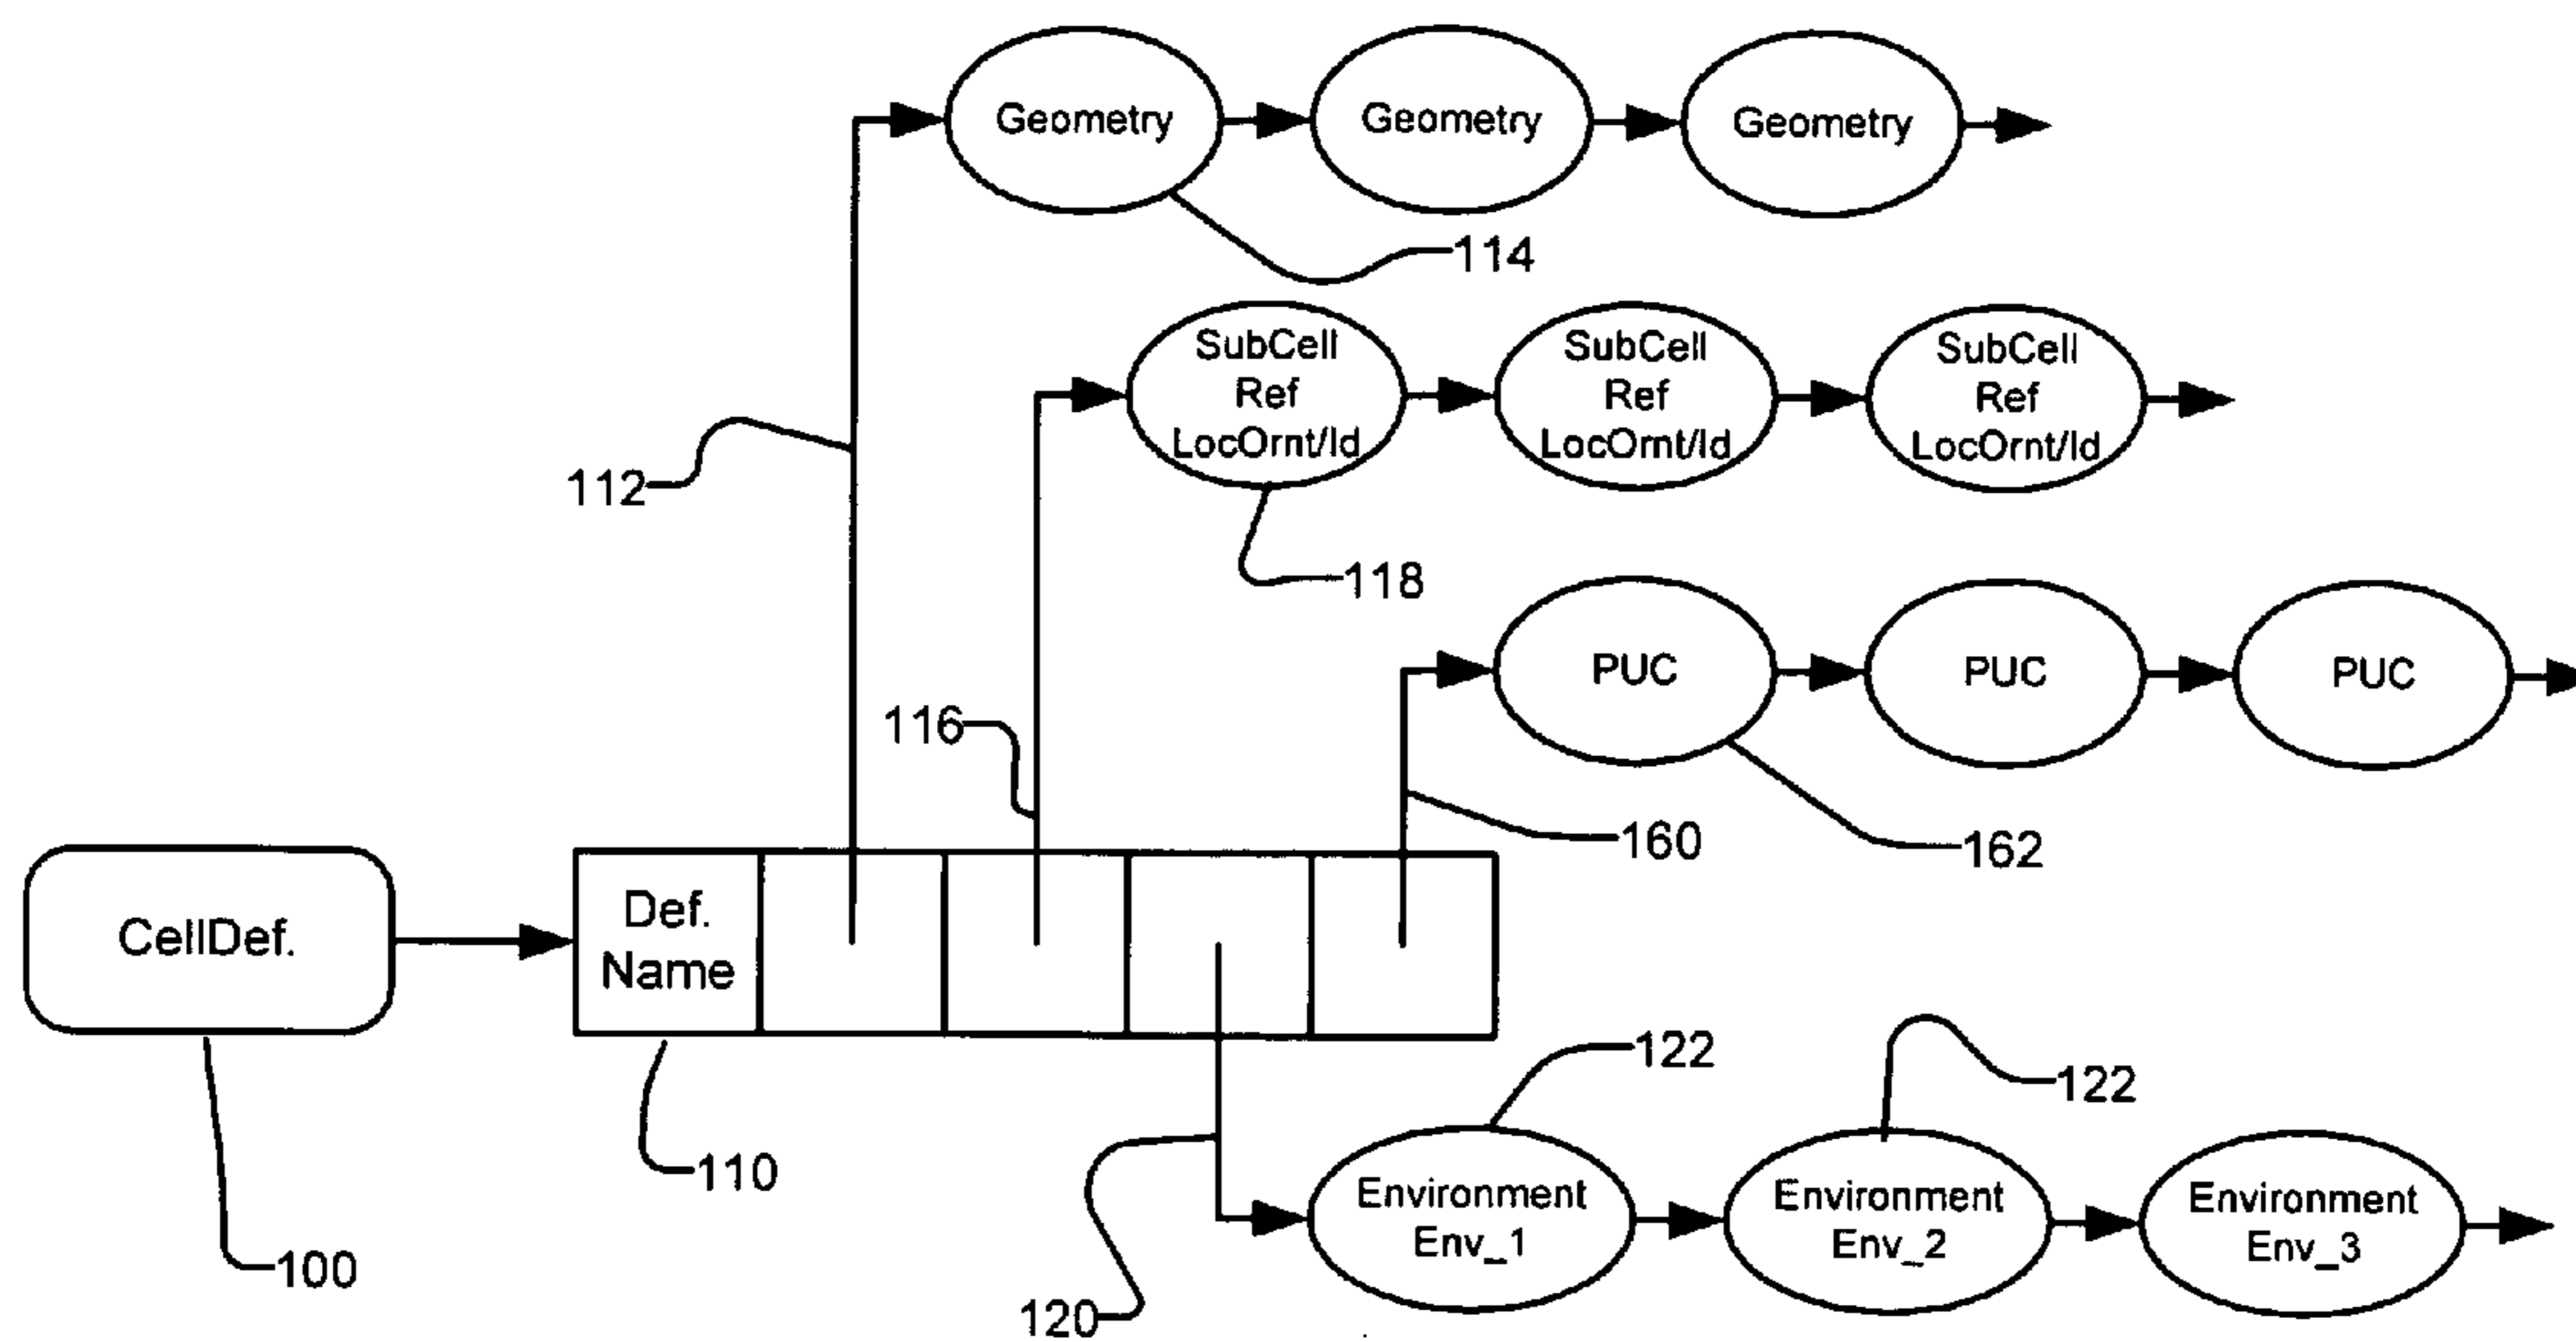 Geometry
Geometry
Geometry
114
SubCell
Ref
LocOrnt/Id
SubCell
Ref
LocOrnt/Id
SubCell
Ref
LocOrnt/Id
112
118
PUC
PUC
PUC
116
160
162
CellDef.
Def.
Name
122
122
110
Environment
Env_1
Environment
Env_2
Environment
Env_3
100
120